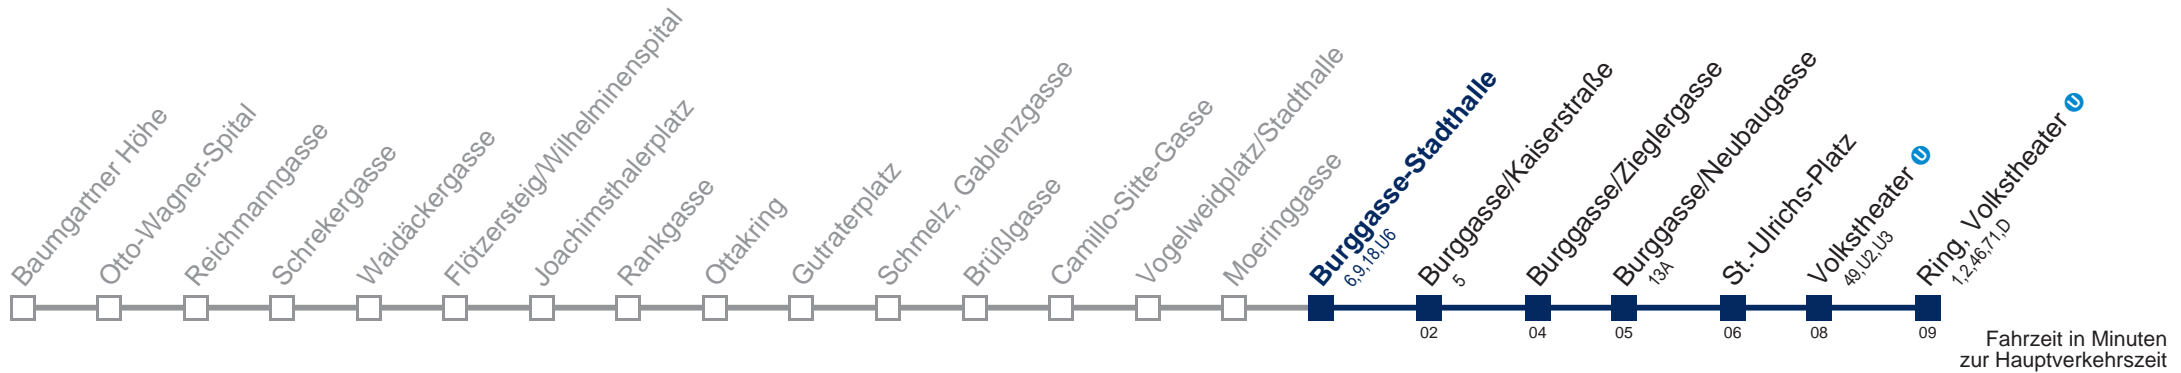 Baumgartner Höhe
Otto-Wagner-Spital
Reichmanngasse
Schrekergasse
Waidäckergasse
Flötzersteig/Wilhelminenspital
Joachimsthalerplatz
Rankgasse
Ottakring
Gutraterplatz
Schmelz, Gablenzgasse
Brüßlgasse
Camillo-Sitte-Gasse
Vogelweidplatz/Stadthalle
Moeringgasse
Burggasse-Stadthalle
6,9,18,U6
Burggasse/Kaiserstraße
5
02
Burggasse/Zieglergasse
04
Burggasse/Neubaugasse
13A
05
St.-Ulrichs-Platz
06
Volkstheater U
49,U2,U3
08
Ring, Volkstheater U
1,2,46,71,D
09
Fahrzeit in Minuten
zur Hauptverkehrszeit